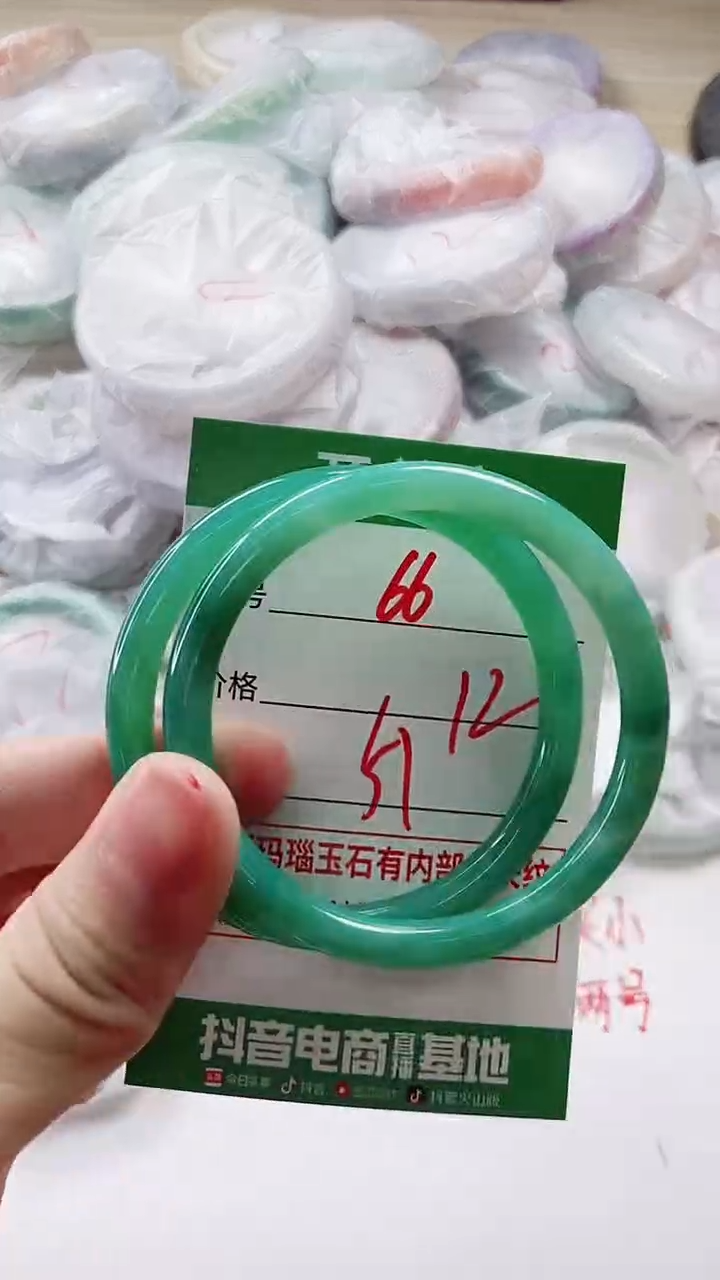 号 66
价格 12
51
玛瑙玉石有内部
小
两号
抖音电商直播基地
今日头条 抖音 抖音火山版